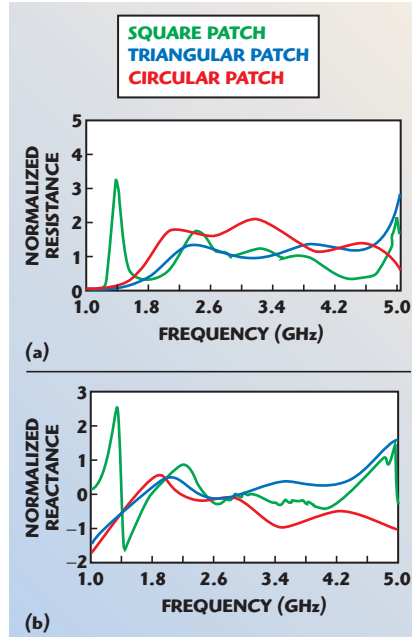 SQUARE PATCH
TRIANGULAR PATCH
CIRCULAR PATCH
5
4
3
2
1
0
NORMALIZED
RESISTANCE
1.0 1.8 2.6 3.4 4.2 5.0
FREQUENCY (GHz)
(a)
3
2
1
0
−1
−2
NORMALIZED
REACTANCE
1.0 1.8 2.6 3.4 4.2 5.0
FREQUENCY (GHz)
(b)